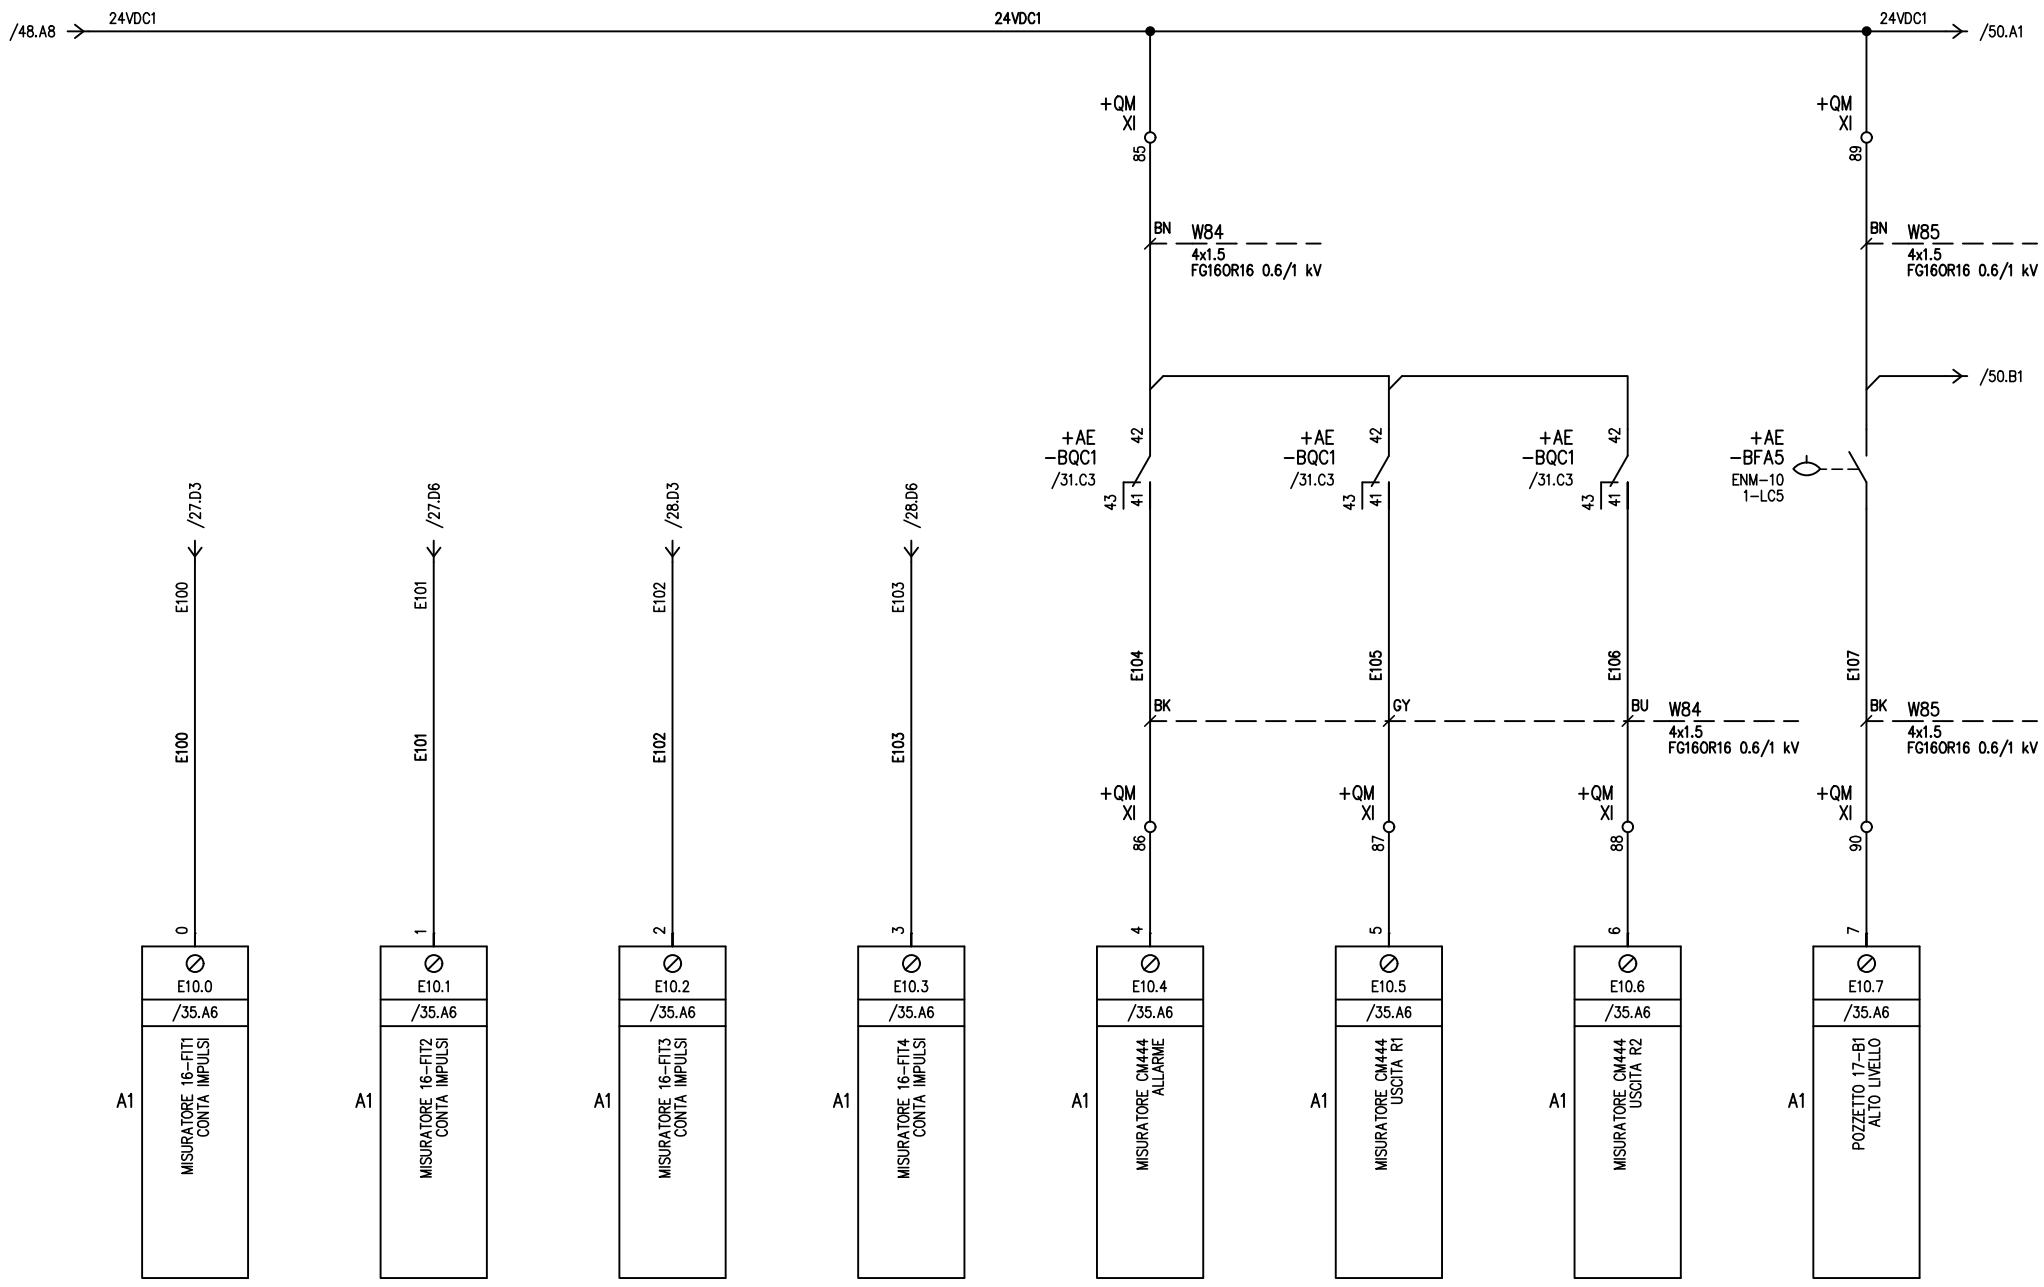 /48.A8
24VDC1
24VDC1
24VDC1
/50.A1
+QM
XI
85
+QM
XI
89
BN
W84
4x1.5
FG16OR16 0.6/1 kV
BN
W85
4x1.5
FG16OR16 0.6/1 kV
/50.B1
+AE
-BQC1
/31.C3
42
43
41
+AE
-BQC1
/31.C3
42
43
41
+AE
-BQC1
/31.C3
42
43
41
+AE
-BFA5
ENM-10
1-LC5
/27.D3
/27.D6
/28.D3
/28.D6
E100
E101
E102
E103
E104
E105
E106
E107
BK
GY
BU
W84
4x1.5
FG16OR16 0.6/1 kV
BK
W85
4x1.5
FG16OR16 0.6/1 kV
E100
E101
E102
E103
+QM
XI
86
+QM
XI
87
+QM
XI
88
+QM
XI
90
0
1
2
3
4
5
6
7
E10.0
E10.1
E10.2
E10.3
E10.4
E10.5
E10.6
E10.7
/35.A6
/35.A6
/35.A6
/35.A6
/35.A6
/35.A6
/35.A6
/35.A6
A1
MISURATORE 16-FIT1
CONTA IMPULSI
A1
MISURATORE 16-FIT2
CONTA IMPULSI
A1
MISURATORE 16-FIT3
CONTA IMPULSI
A1
MISURATORE 16-FIT4
CONTA IMPULSI
A1
MISURATORE CM444
ALLARME
A1
MISURATORE CM444
USCITA R1
A1
MISURATORE CM444
USCITA R2
A1
POZZETTO 17-B1
ALTO LIVELLO